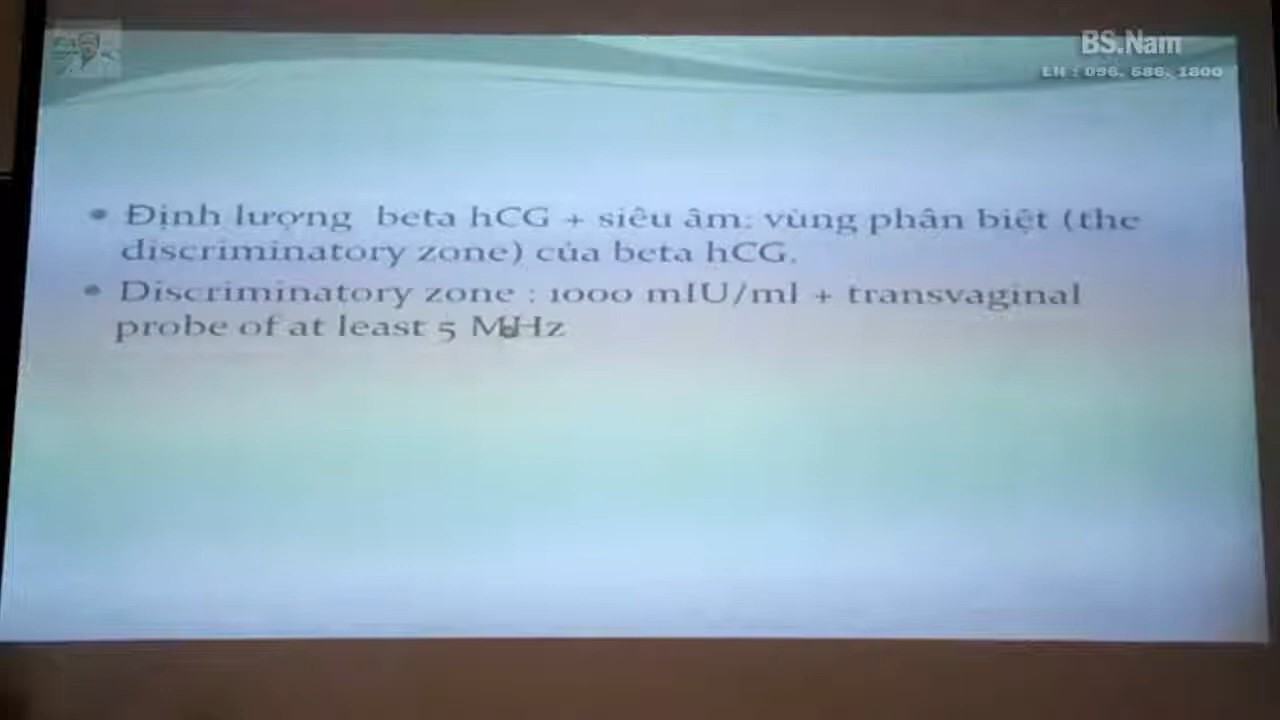 BS.Nam
LH : 096. 686. 1800
• Định lượng beta hCG + siêu âm: vùng phân biệt (the
discriminatory zone) của beta hCG.
• Discriminatory zone : 1000 mIU/ml + transvaginal
probe of at least 5 MHz